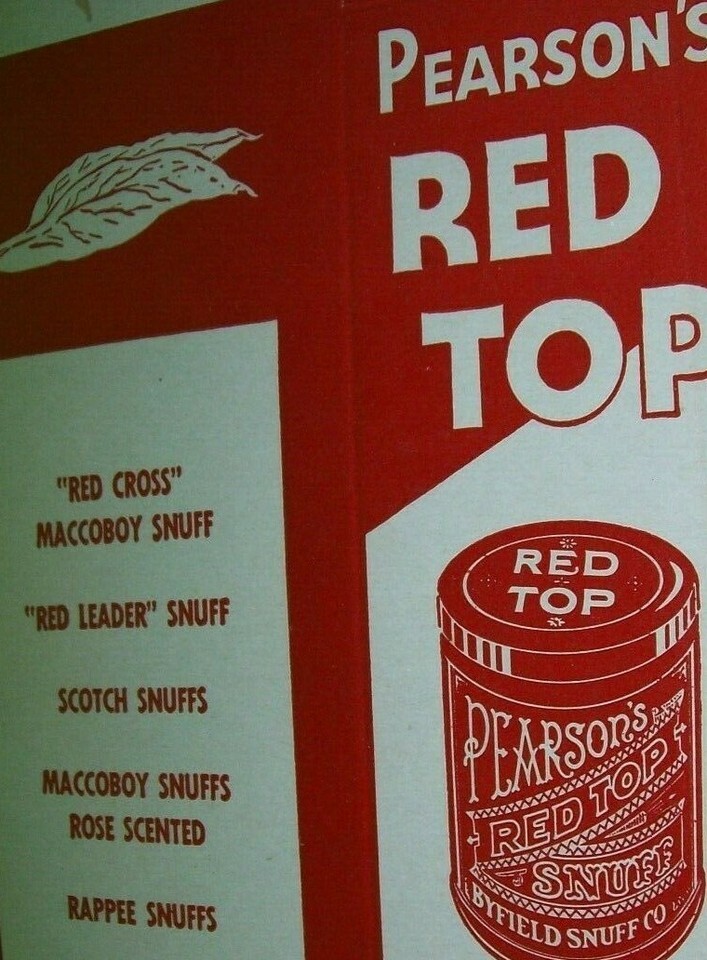 PEARSON'S
RED
TOP
"RED CROSS"
MACCOBOY SNUFF
"RED LEADER" SNUFF
SCOTCH SNUFFS
MACCOBOY SNUFFS
ROSE SCENTED
RAPPEE SNUFFS
RED
TOP
PEARSON'S
RED TOP
SNUFF
BYFIELD SNUFF CO